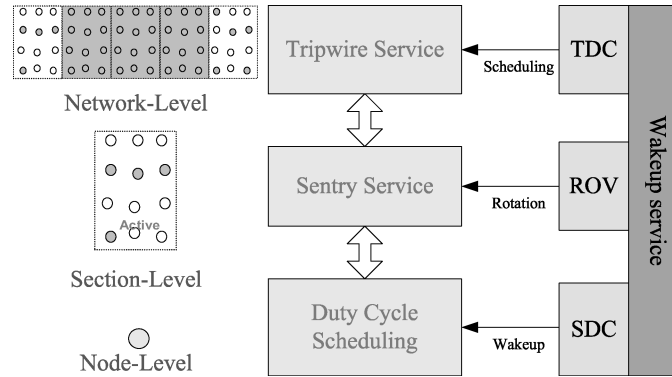 Network-Level
Active
Section-Level
Node-Level
Tripwire Service
Scheduling
TDC
Sentry Service
Rotation
ROV
Duty Cycle
Scheduling
Wakeup
SDC
Wakeup service